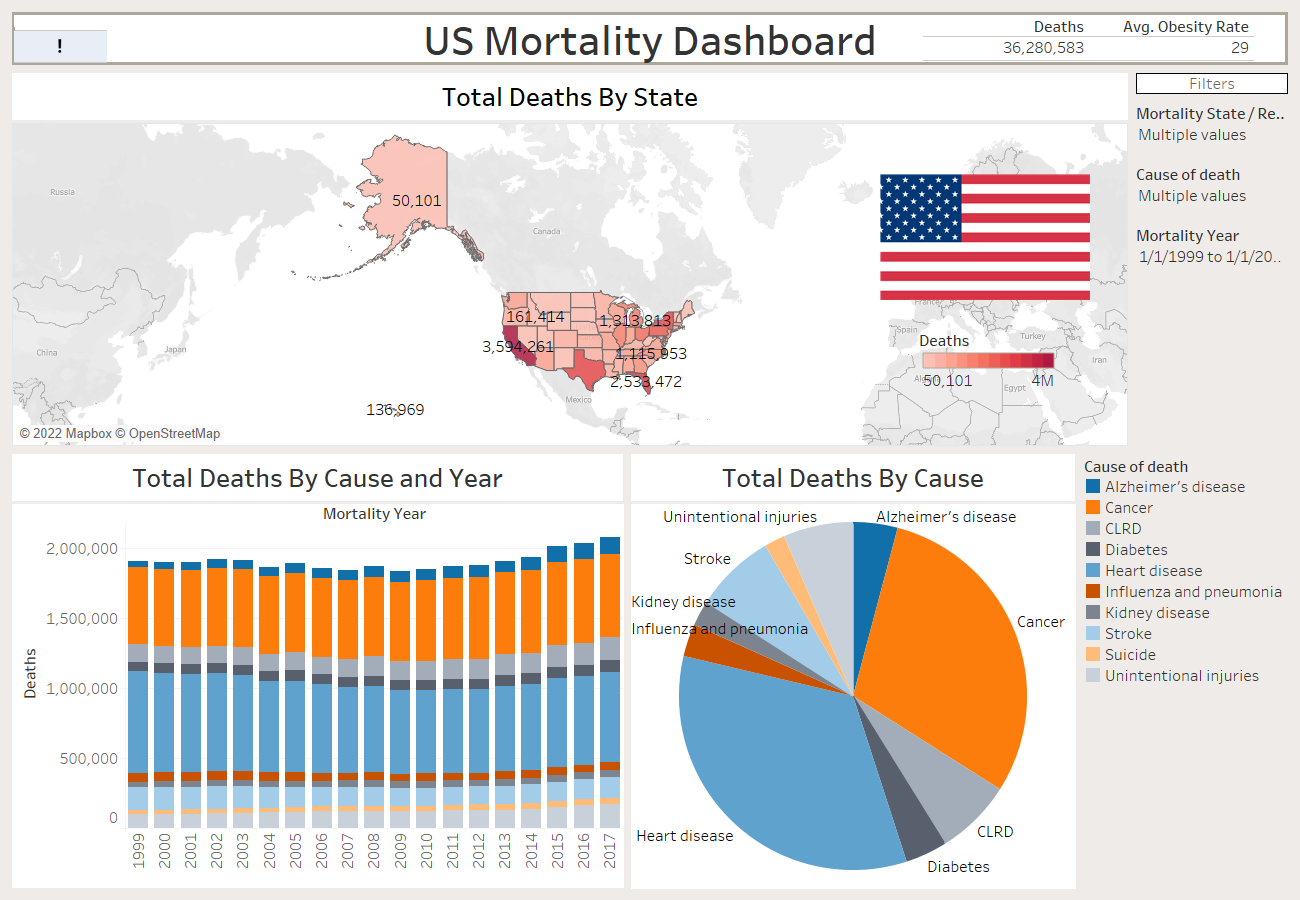 !
US Mortality Dashboard
Deaths Avg. Obesity Rate
36,280,583 29
Total Deaths By State
Filters
Mortality State / Re..
Multiple values
Cause of death
Multiple values
Mortality Year
1/1/1999 to 1/1/20..
Russia
50,101
Canada
161,414
1,313,813
France
China
Japan
3,594,261
1,115,953
Spain
Turkey
Iran
Deaths
2,533,472
50,101 4M
Egypt
Mexico
136,969
© 2022 Mapbox © OpenStreetMap
Total Deaths By Cause and Year
Mortality Year
Deaths
2,000,000
1,500,000
1,000,000
500,000
0
1999 2000 2001 2002 2003 2004 2005 2006 2007 2008 2009 2010 2011 2012 2013 2014 2015 2016 2017
Total Deaths By Cause
Unintentional injuries
Alzheimer’s disease
Stroke
Kidney disease
Cancer
Influenza and pneumonia
Heart disease
CLRD
Diabetes
Cause of death
Alzheimer’s disease
Cancer
CLRD
Diabetes
Heart disease
Influenza and pneumonia
Kidney disease
Stroke
Suicide
Unintentional injuries